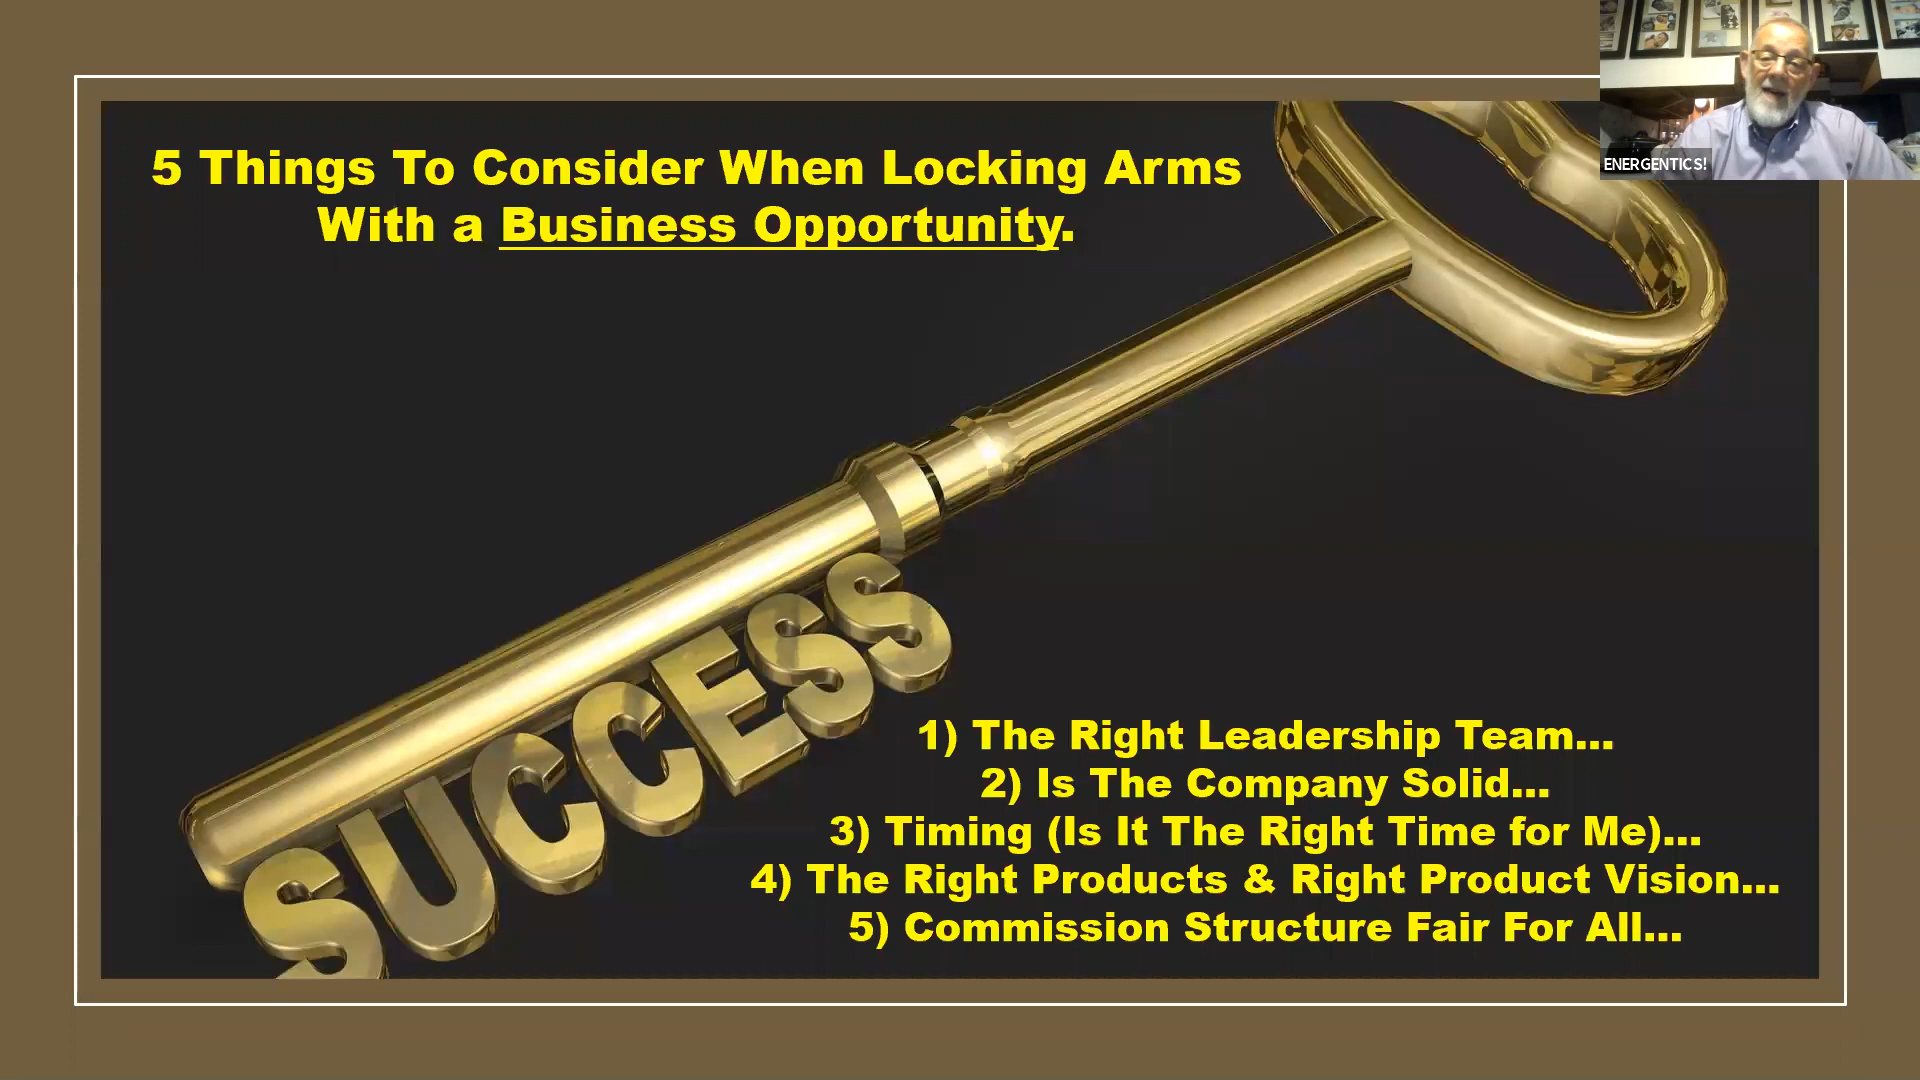 5 Things To Consider When Locking Arms
With a Business Opportunity.
ENERGENTICS!
SUCCESS
1) The Right Leadership Team...
2) Is The Company Solid...
3) Timing (Is It The Right Time for Me)...
4) The Right Products & Right Product Vision...
5) Commission Structure Fair For All...